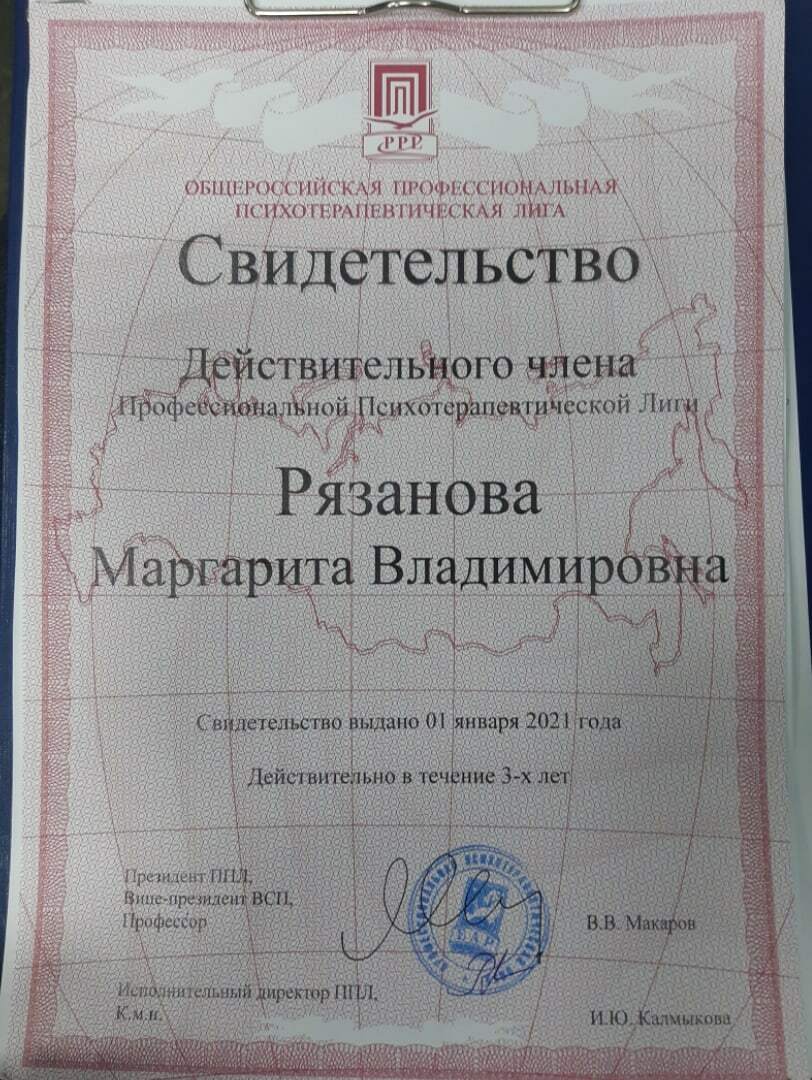 РРЛ
ОБЩЕРОССИЙСКАЯ ПРОФЕССИОНАЛЬНАЯ
ПСИХОТЕРАПЕВТИЧЕСКАЯ ЛИГА
Свидетельство
Действительного члена
Профессиональной Психотерапевтической Лиги
Рязанова
Маргарита Владимировна
Свидетельство выдано 01 января 2021 года
Действительно в течение 3-х лет
Президент ППЛ,
Вице-президент ВСП,
Профессор
В.В. Макаров
Исполнительный директор ППЛ,
К.м.н.
И.Ю. Калмыкова